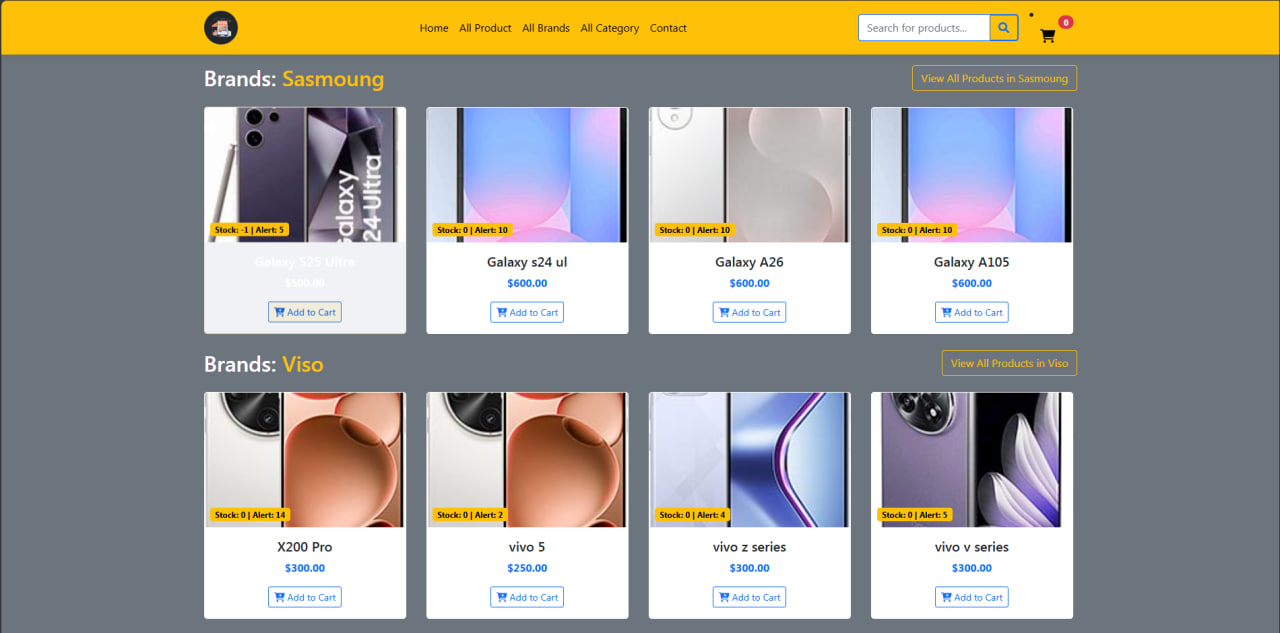 Home All Product All Brands All Category Contact
Search for products...
0
Brands: Sasmoung
View All Products in Sasmoung
Galaxy
24 Ultra
Stock: -1 | Alert: 5
Stock: 0 | Alert: 10
Stock: 0 | Alert: 10
Stock: 0 | Alert: 10
Galaxy S25 Ultra
Galaxy s24 ul
Galaxy A26
Galaxy A105
$500.00
$600.00
$600.00
$600.00
Add to Cart
Add to Cart
Add to Cart
Add to Cart
Brands: Viso
View All Products in Viso
Stock: 0 | Alert: 14
Stock: 0 | Alert: 2
Stock: 0 | Alert: 4
Stock: 0 | Alert: 5
X200 Pro
vivo 5
vivo z series
vivo v series
$300.00
$250.00
$300.00
$300.00
Add to Cart
Add to Cart
Add to Cart
Add to Cart